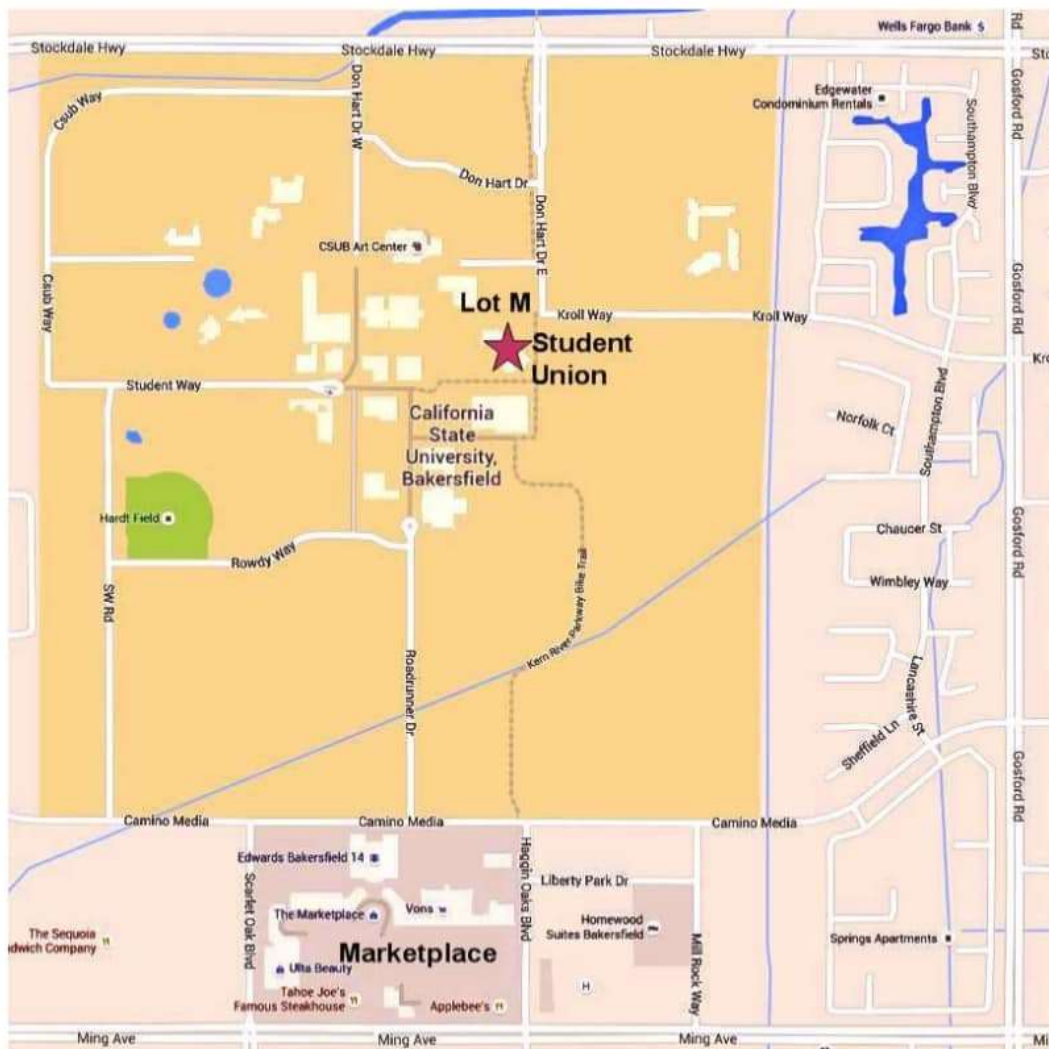 Wells Fargo Bank $
Rd
Stockdale Hwy
Stockdale Hwy
Stockdale Hwy
Csub Way
Don Hart Dr W
Edgewater
Condominium Rentals
Gosford Rd
Southampton Blvd
Don Hart Dr
Don Hart Dr E
CSUB Art Center
Csub Way
Gosford Rd
Lot M
Kroll Way
Kroll Way
Student
Union
Student Way
Southampton Blvd
California
State
University,
Bakersfield
Norfolk Ct
Hardt Field
Chaucer St
Gosford Rd
Rowdy Way
Wimbley Way
SW Rd
Kern River Parkway Bike Trail
Roadrunner Dr
Lancashire St
Sheffield Ln
Gosford Rd
Camino Media
Camino Media
Camino Media
Edwards Bakersfield 14
Scarlet Oak Blvd
Haggin Oaks Blvd
Liberty Park Dr
The Marketplace
Vons
Homewood
Suites Bakersfield
The Sequoia
dwich Company
Marketplace
Mill Rock Way
Springs Apartments
Ulta Beauty
Tahoe Joe's
Famous Steakhouse
Applebee's
H
Ming Ave
Ming Ave
Ming Ave